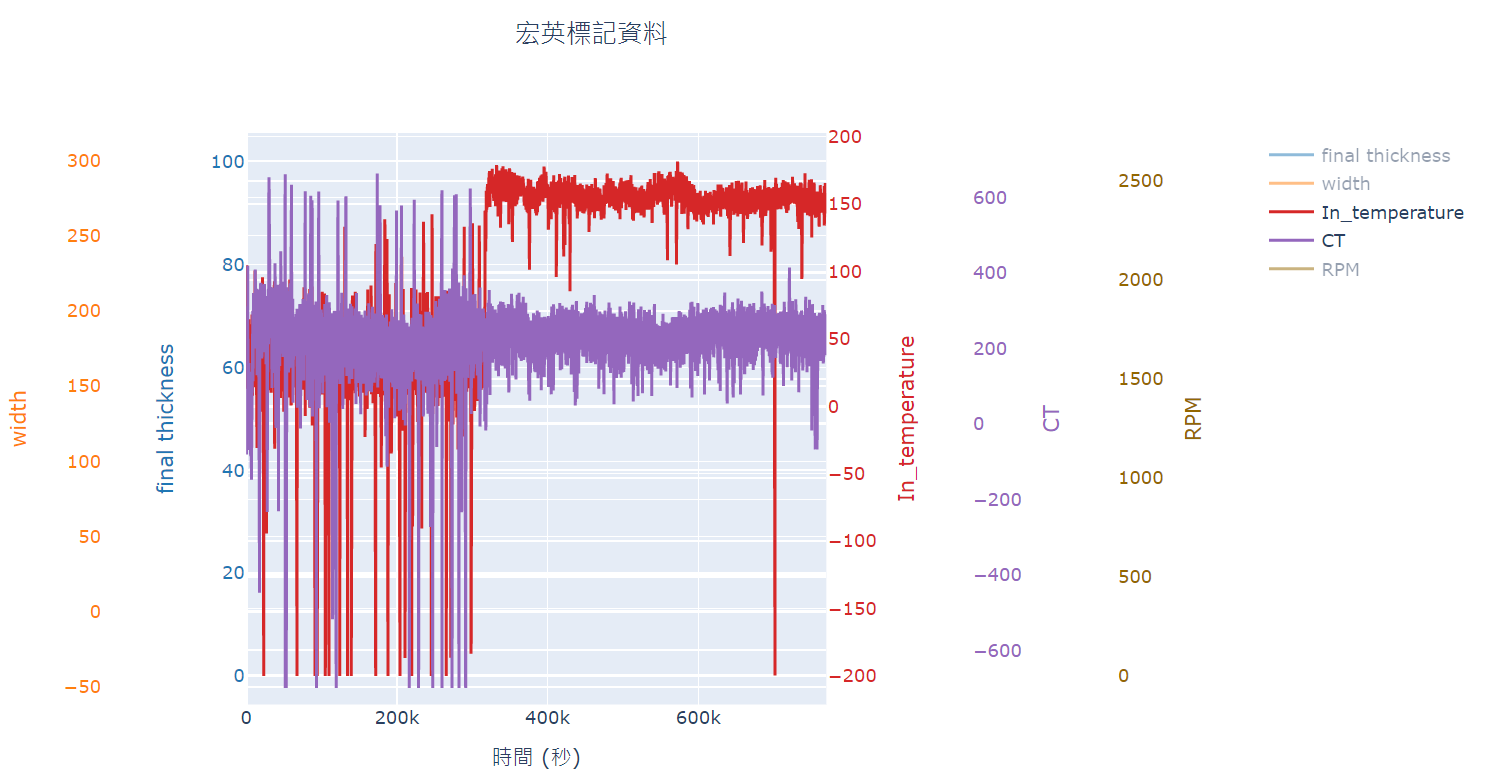 宏英標記資料
300
250
200
150
100
50
0
−50
width
100
80
60
40
20
0
final thickness
200
150
100
50
0
−50
−100
−150
−200
In_temperature
600
400
200
0
−200
−400
−600
CT
2500
2000
1500
1000
500
0
RPM
final thickness
width
In_temperature
CT
RPM
0
200k
400k
600k
時間 (秒)